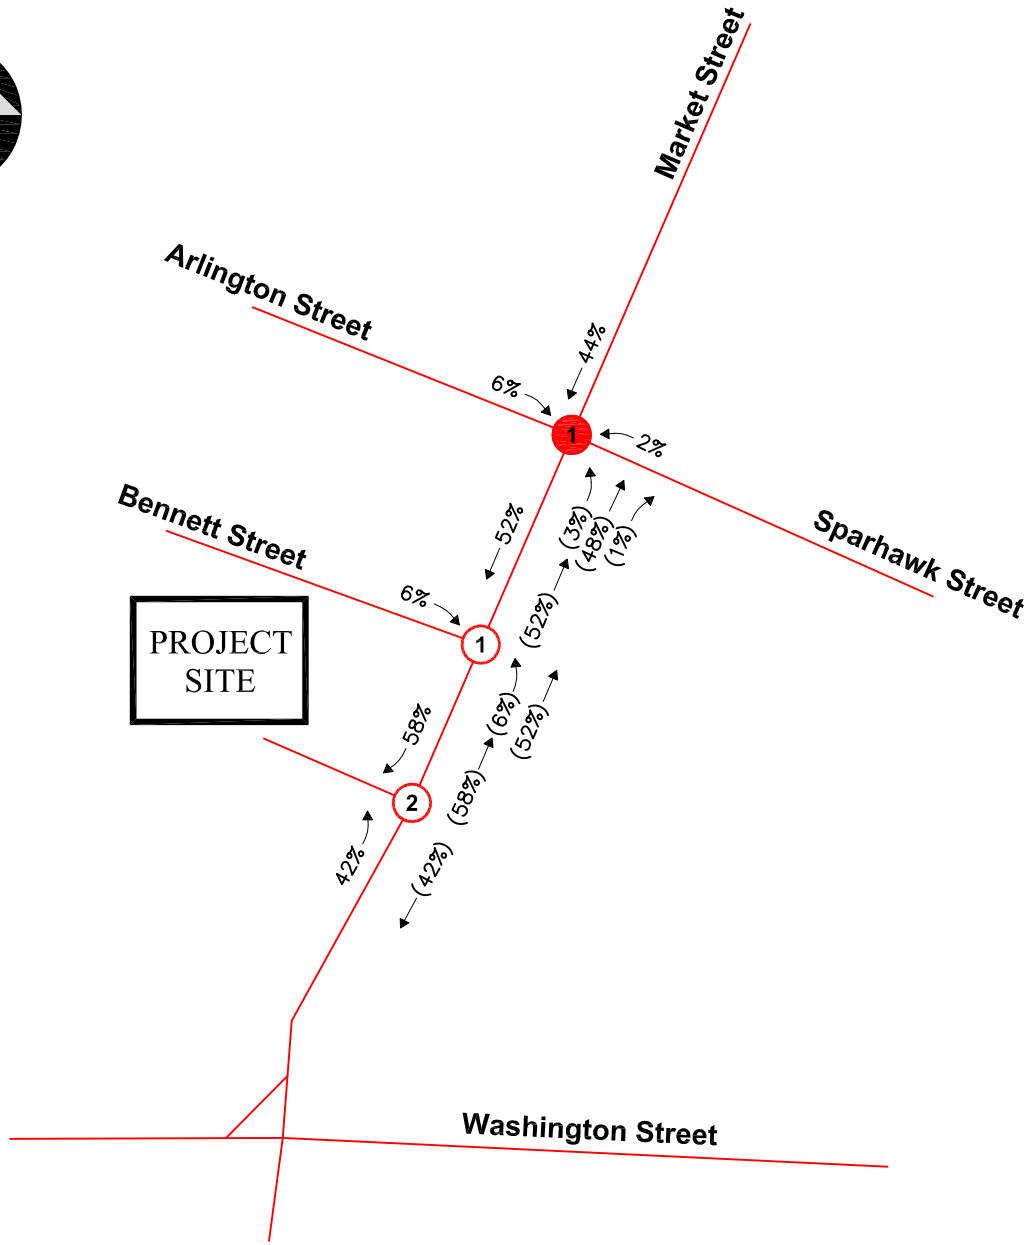 Market Street
Arlington Street
44%
6%
1
2%
Bennett Street
52%
(3%)
(48%)
(1%)
Sparhawk Street
6%
(52%)
1
PROJECT
SITE
(6%)
(52%)
58%
(58%)
2
42%
(42%)
Washington Street